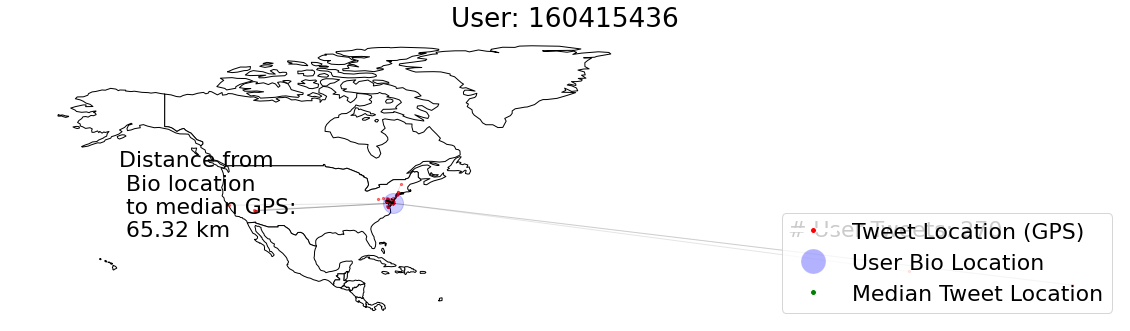 User: 160415436
Distance from
Bio location
to median GPS:
65.32 km
# User Tweets:
Tweet Location (GPS)
User Bio Location
Median Tweet Location